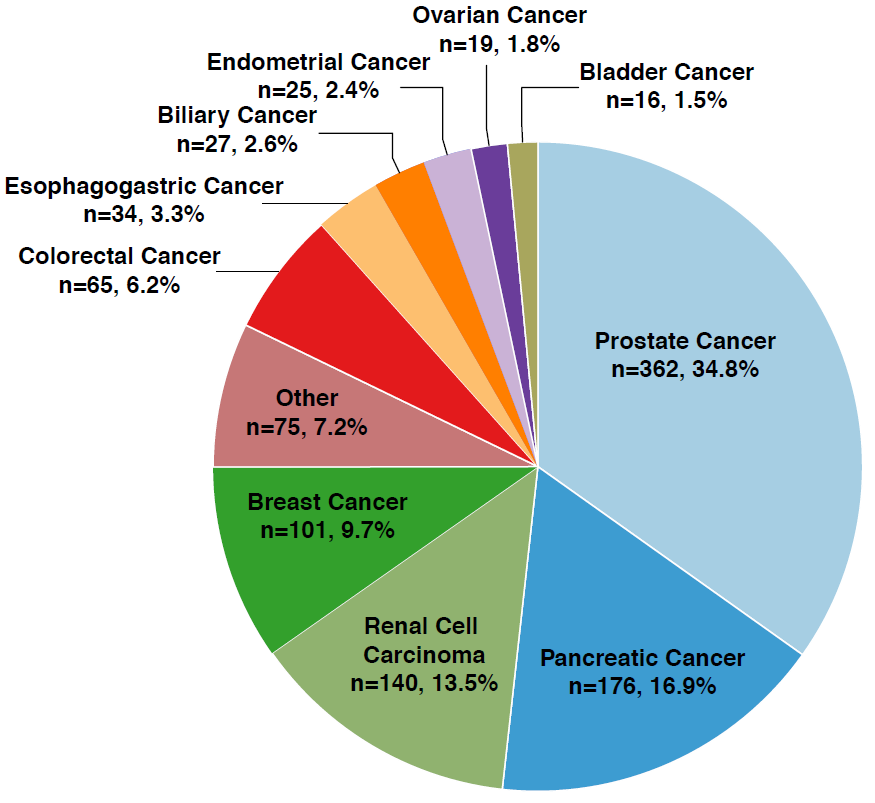 Ovarian Cancer
n=19, 1.8%
Endometrial Cancer
n=25, 2.4%
Bladder Cancer
n=16, 1.5%
Biliary Cancer
n=27, 2.6%
Esophagogastric Cancer
n=34, 3.3%
Colorectal Cancer
n=65, 6.2%
Prostate Cancer
n=362, 34.8%
Other
n=75, 7.2%
Breast Cancer
n=101, 9.7%
Renal Cell
Carcinoma
n=140, 13.5%
Pancreatic Cancer
n=176, 16.9%